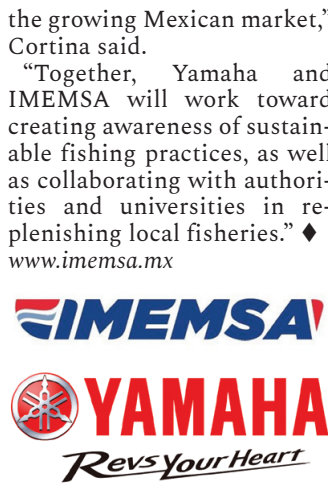 the growing Mexican market,”
Cortina said.
“Together, Yamaha and
IMEMSA will work toward
creating awareness of sustain-
able fishing practices, as well
as collaborating with authori-
ties and universities in re-
plenishing local fisheries.” ♦
www.imemsa.mx
IMEMSA
YAMAHA
Revs Your Heart